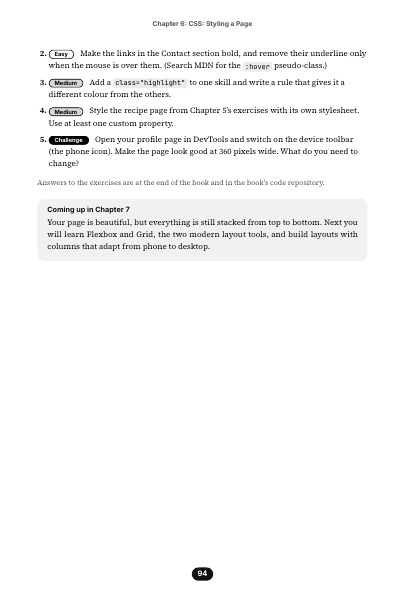 Chapter 6: CSS: Styling a Page
2. Easy Make the links in the Contact section bold, and remove their underline only
when the mouse is over them. (Search MDN for the :hover pseudo-class.)
3. Medium Add a class="highlight" to one skill and write a rule that gives it a
different colour from the others.
4. Medium Style the recipe page from Chapter 5's exercises with its own stylesheet.
Use at least one custom property.
5. Challenge Open your profile page in DevTools and switch on the device toolbar
(the phone icon). Make the page look good at 360 pixels wide. What do you need to
change?
Answers to the exercises are at the end of the book and in the book's code repository.
Coming up in Chapter 7
Your page is beautiful, but everything is still stacked from top to bottom. Next you
will learn Flexbox and Grid, the two modern layout tools, and build layouts with
columns that adapt from phone to desktop.
94